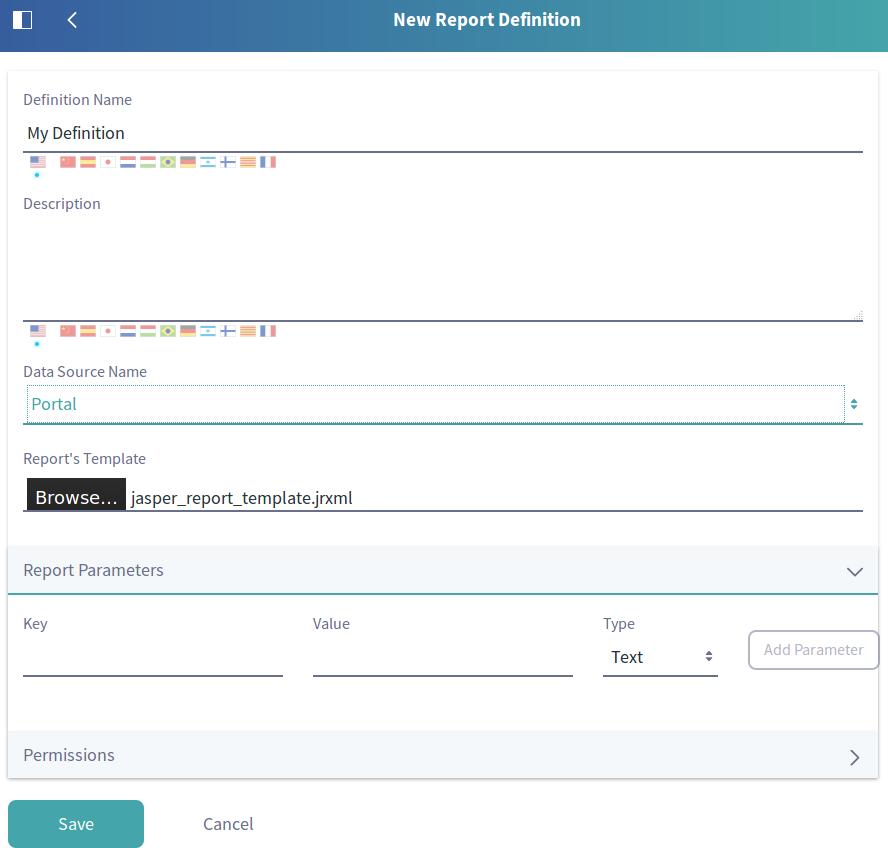 New Report Definition
Definition Name
My Definition
Description
Data Source Name
Portal
Report's Template
Browse... jasper_report_template.jrxml
Report Parameters
Key Value Type
Text Add Parameter
Permissions
Save Cancel